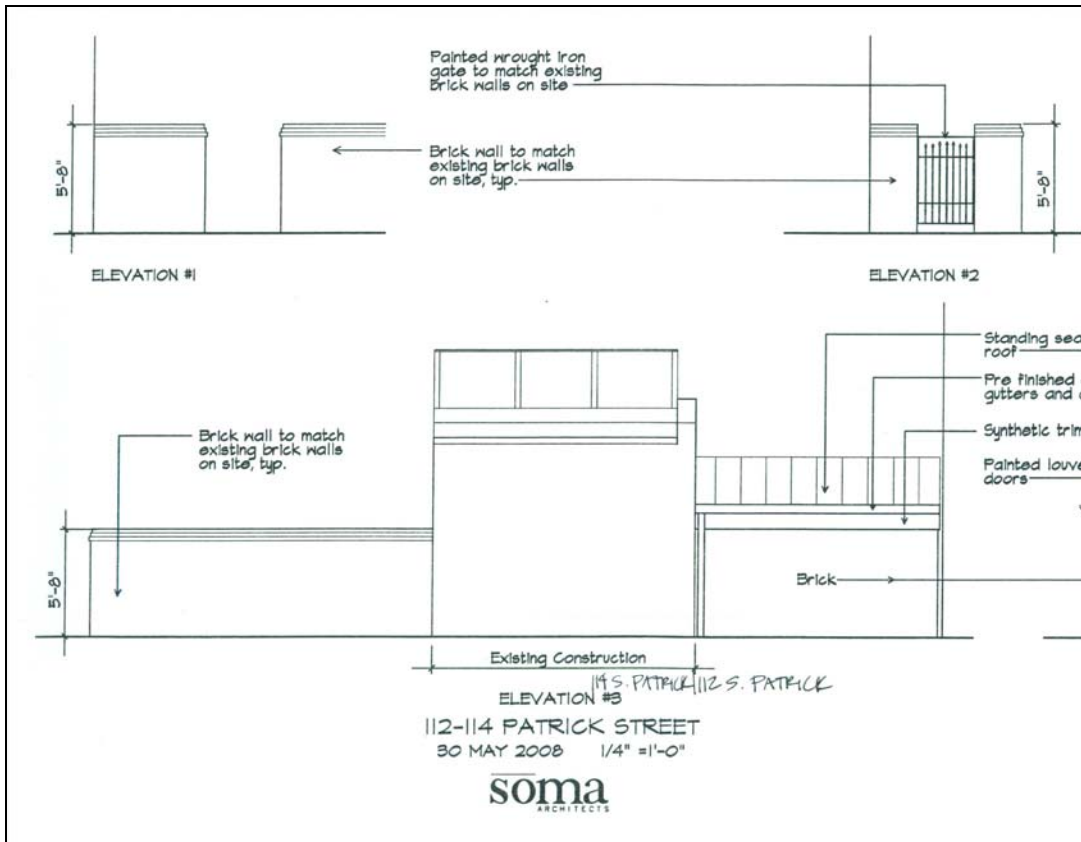 Painted wrought iron
gate to match existing
Brick walls on site
5'-8"
Brick wall to match
existing brick walls
on site, typ.
5'-8"
ELEVATION #1
ELEVATION #2
Standing sea
roof
Pre finished
gutters and
Synthetic trim
Painted louve
doors
Brick wall to match
existing brick walls
on site, typ.
5'-8"
Brick
Existing Construction
114 S. PATRICK 112 S. PATRICK
ELEVATION #3
112-114 PATRICK STREET
30 MAY 2008 1/4" =1'-0"
soma
ARCHITECTS